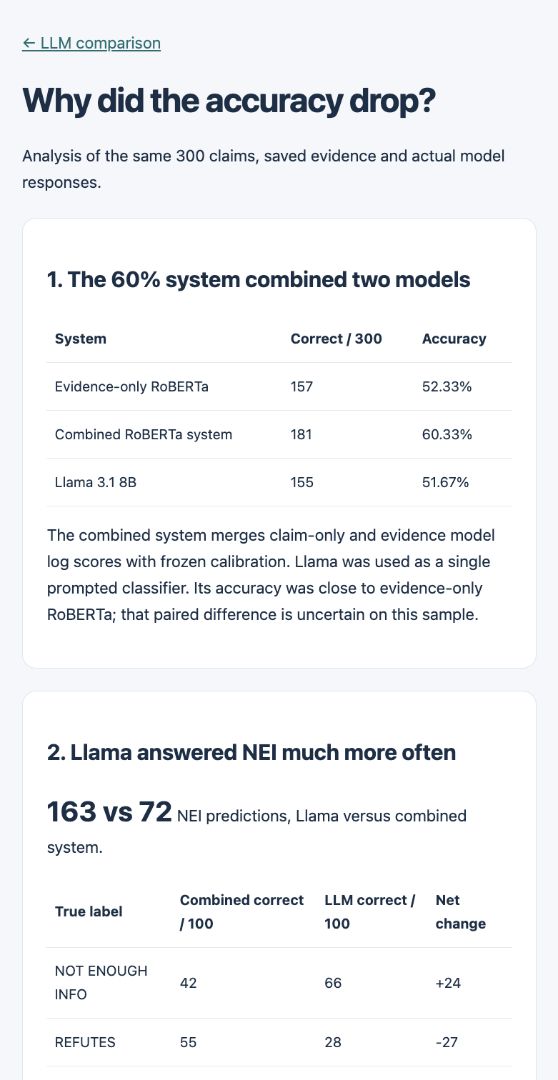 ← LLM comparison
Why did the accuracy drop?
Analysis of the same 300 claims, saved evidence and actual model
responses.
1. The 60% system combined two models
System Correct / 300 Accuracy
Evidence-only RoBERTa 157 52.33%
Combined RoBERTa system 181 60.33%
Llama 3.1 8B 155 51.67%
The combined system merges claim-only and evidence model
log scores with frozen calibration. Llama was used as a single
prompted classifier. Its accuracy was close to evidence-only
RoBERTa; that paired difference is uncertain on this sample.
2. Llama answered NEI much more often
163 vs 72 NEI predictions, Llama versus combined
system.
True label Combined correct / 100 LLM correct / 100 Net change
NOT ENOUGH INFO 42 66 +24
REFUTES 55 28 -27